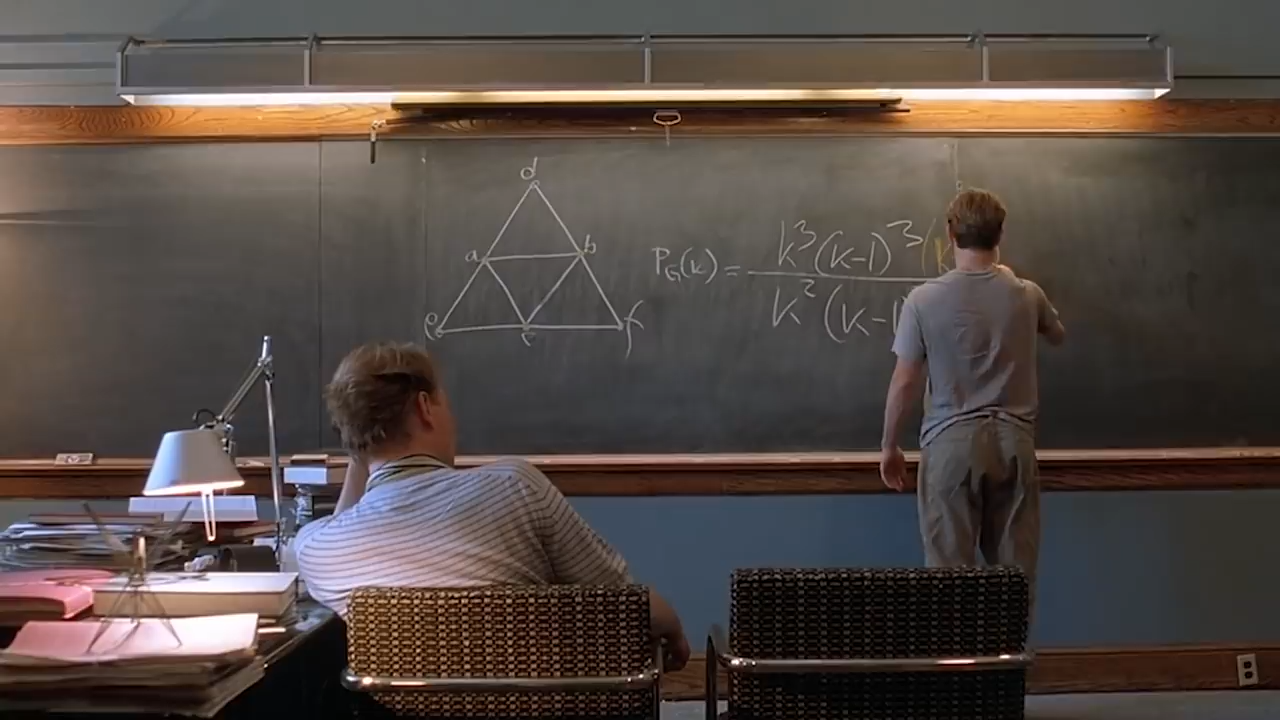 d
a b
e c f
P_G(k) = k³(k-1)³(k
k²(k-1